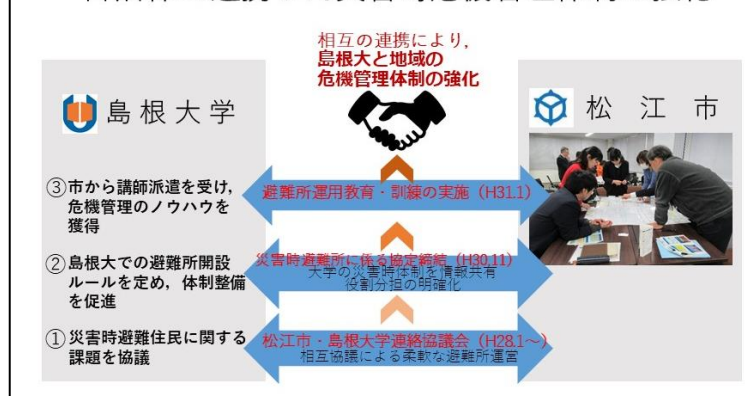 相互の連携により,
島根大と地域の
危機管理体制の強化
島根大学
松江市
③市から講師派遣を受け,
危機管理のノウハウを
獲得
避難所運用教育・訓練の実施（H31.1）
②島根大での避難所開設
ルールを定め，体制整備
を促進
災害時避難所に係る協定締結（H30.11）
大学の災害時体制を情報共有
役割分担の明確化
①災害時避難住民に関する
課題を協議
松江市・島根大学連絡協議会（H28.1～）
相互協議による柔軟な避難所運営